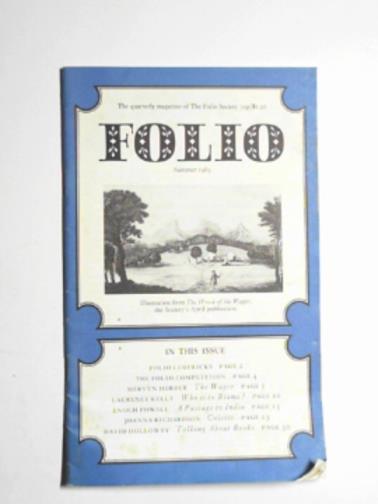 The quarterly magazine of The Folio Society
FOLIO
Summer 1983
Illustration from The Wreck of the Wager,
the Society's April publication.
IN THIS ISSUE
FOLIO LIMERICKS PAGE 2
THE FOLIO COMPETITION PAGE 4
MERVYN HORDER The Wager PAGE 5
LAURENCE KELLY Who is to Blame? PAGE 10
ENOCH POWELL A Passage to India PAGE 15
JOANNA RICHARDSON Colette PAGE 23
DAVID HOLLOWAY Talking About Books PAGE 30